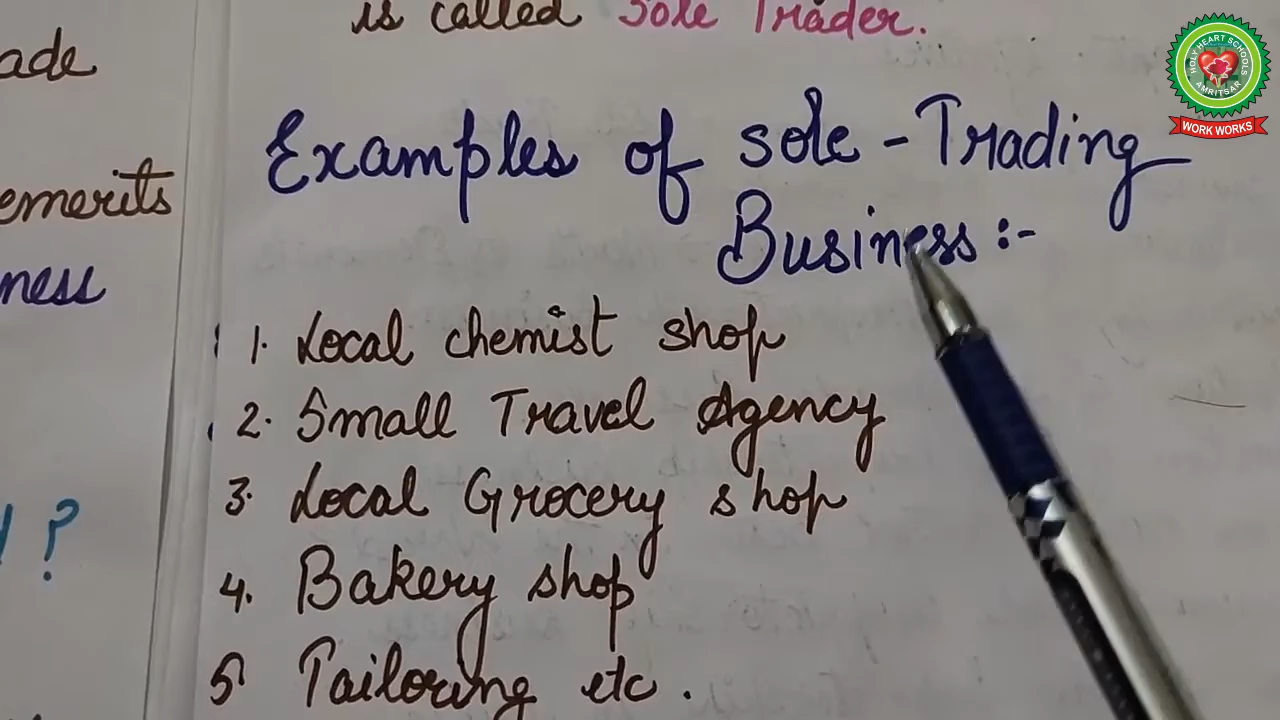 is called Sole Trader.
ade
emerits
ness
?
Examples of sole - Trading
Business :-
1. Local chemist shop
2. Small Travel Agency
3. Local Grocery shop
4. Bakery shop
5 Tailoring etc.
HOLY HEART SCHOOLS
AMRITSAR
WORK WORKS